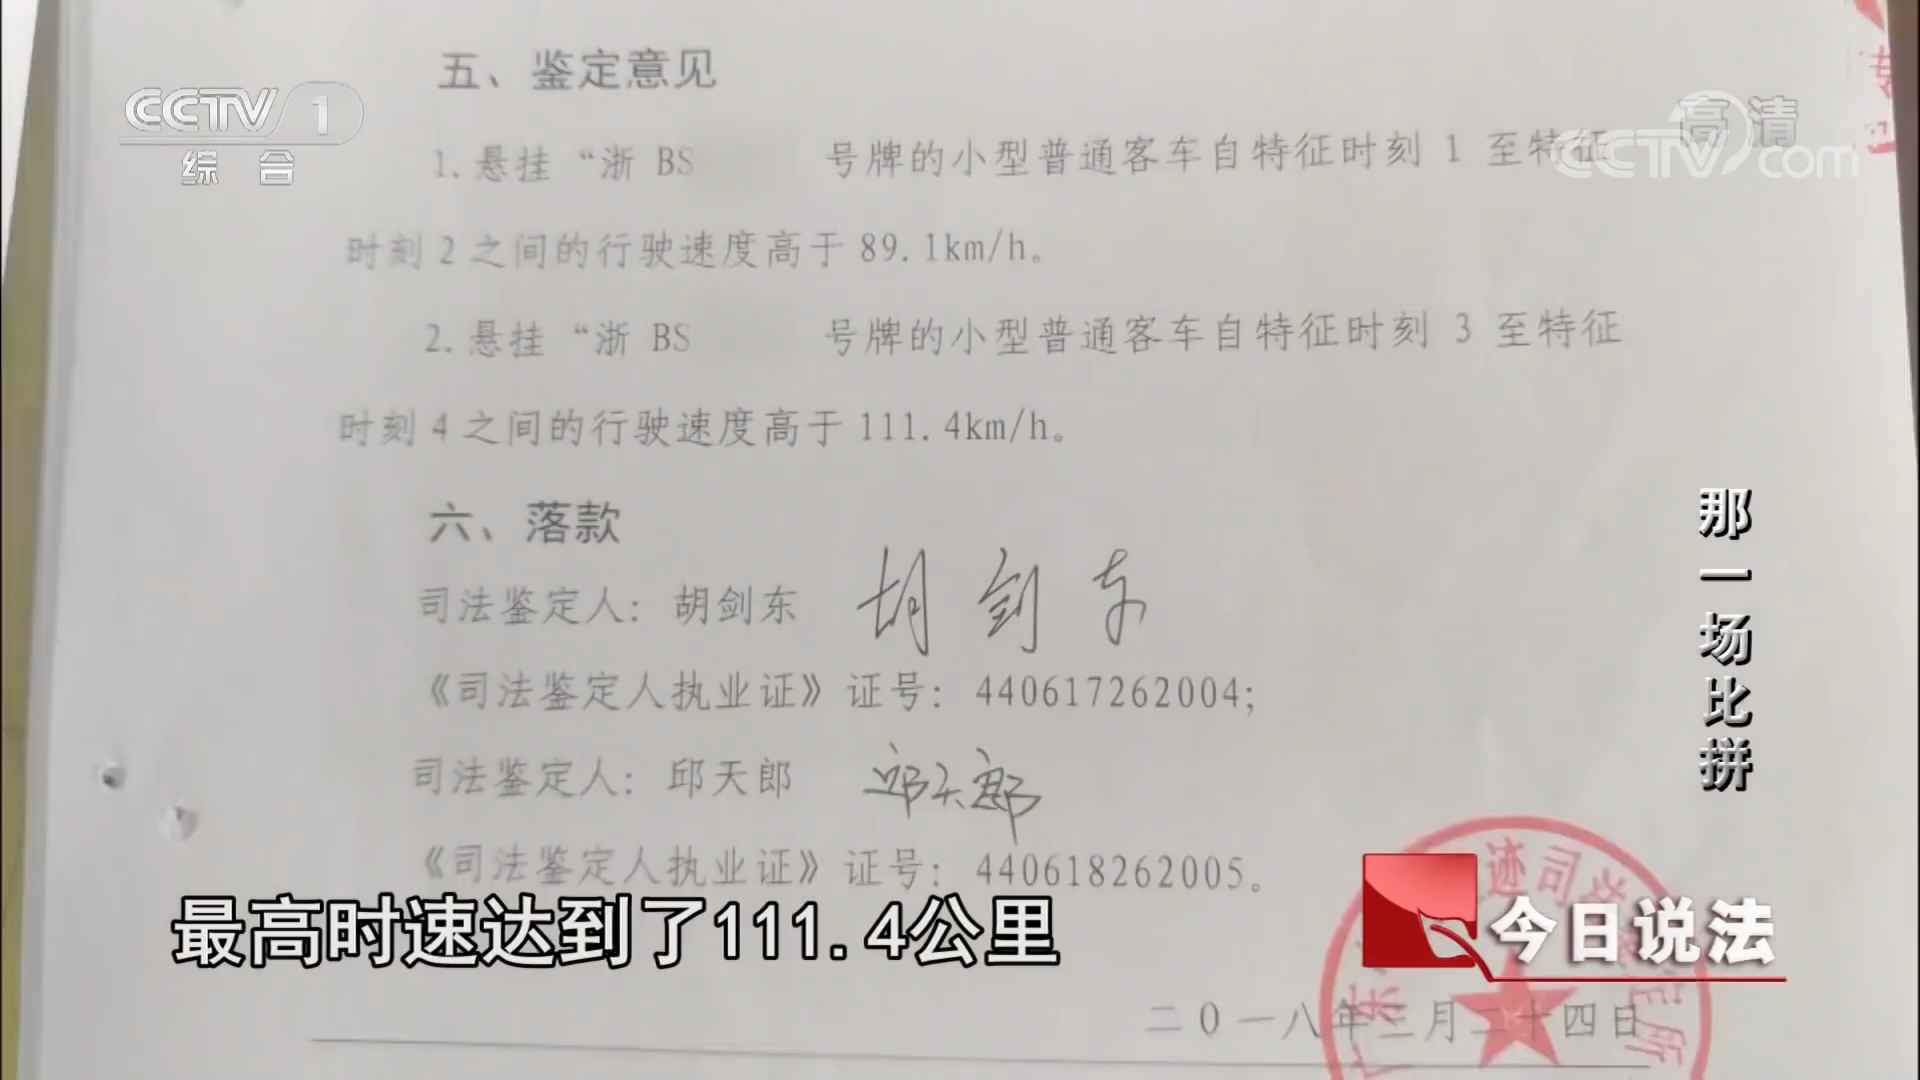 五、鉴定意见
CCTV 1
综合
高清
CCTV.com
1.悬挂“浙 BS 号牌的小型普通客车自特征时刻 1 至特征
时刻 2 之间的行驶速度高于 89.1km/h。
2.悬挂“浙 BS 号牌的小型普通客车自特征时刻 3 至特征
时刻 4 之间的行驶速度高于 111.4km/h。
六、落款
司法鉴定人：胡剑东 胡剑东
《司法鉴定人执业证》证号：440617262004;
司法鉴定人：邱天郎 邱天郎
《司法鉴定人执业证》证号：440618262005。
那一场比拼
最高时速达到了111.4公里
今日说法
二0一八年三月二十四日